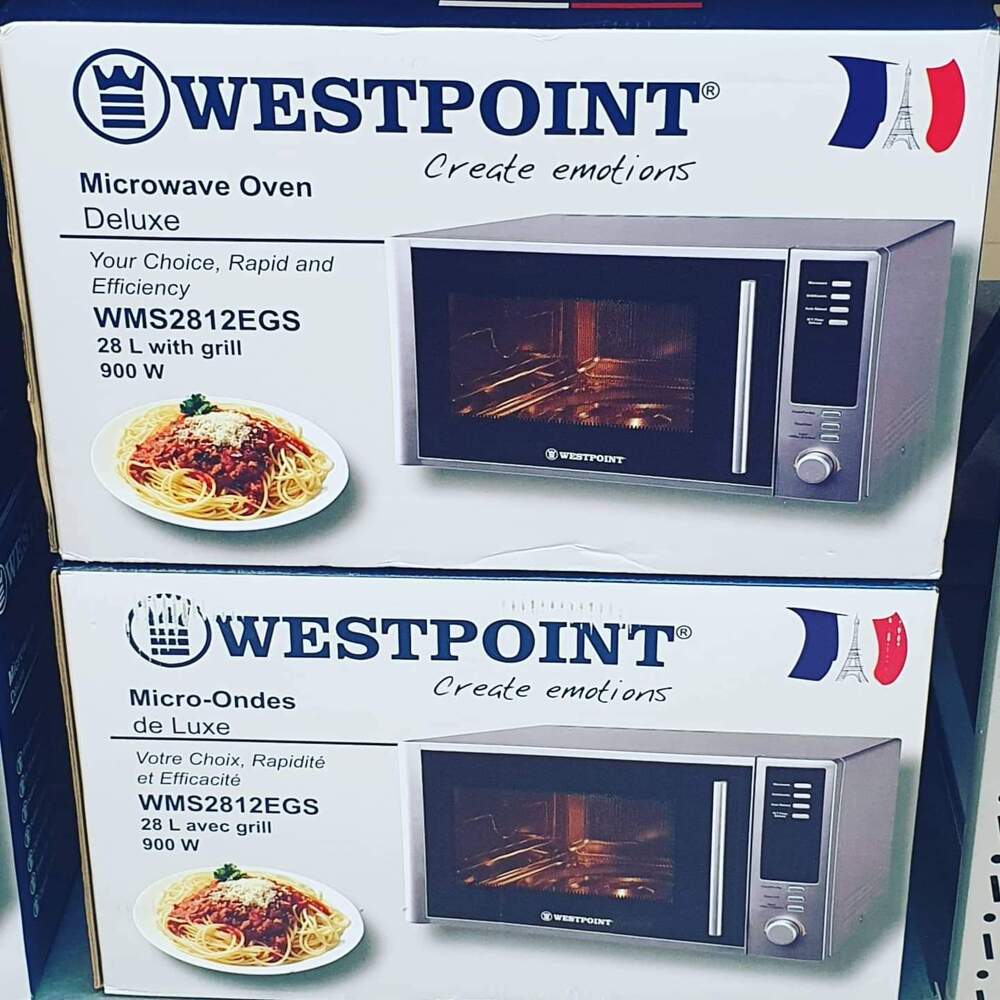 WESTPOINT®
Create emotions
Microwave Oven
Deluxe
Your Choice, Rapid and
Efficiency
WMS2812EGS
28 L with grill
900 W
WESTPOINT
WESTPOINT®
Create emotions
Micro-Ondes
de Luxe
Votre Choix, Rapidité
et Efficacité
WMS2812EGS
28 L avec grill
900 W
WESTPOINT